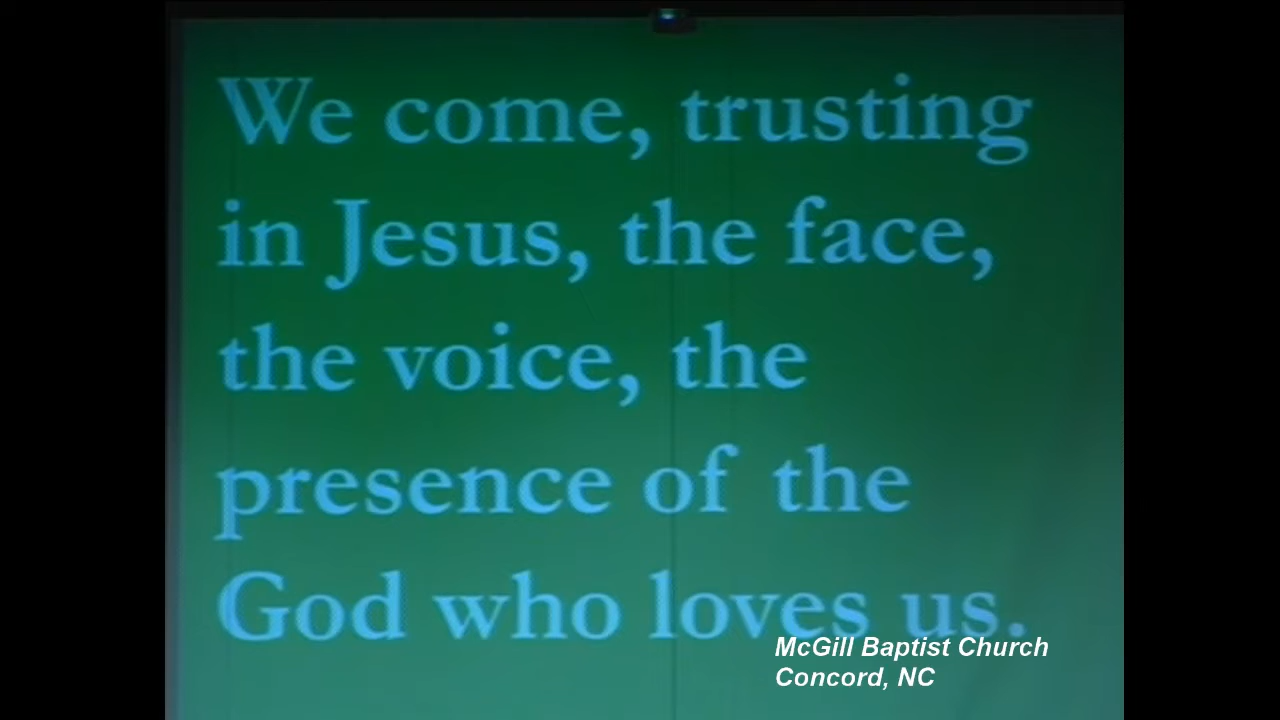 We come, trusting
in Jesus, the face,
the voice, the
presence of the
God who loves us.
McGill Baptist Church
Concord, NC